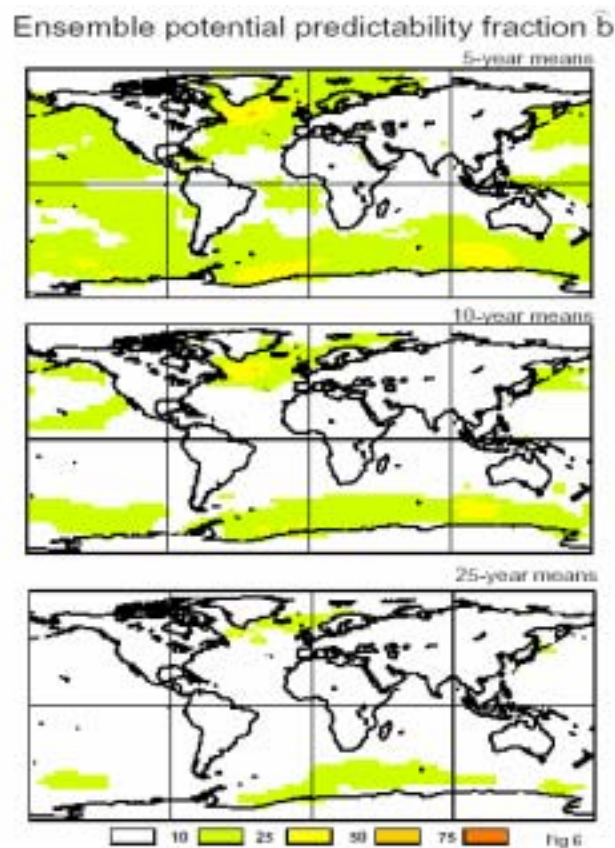 Ensemble potential predictability fraction b̃
5-year means
10-year means
25-year means
10 25 50 75
Fig 6